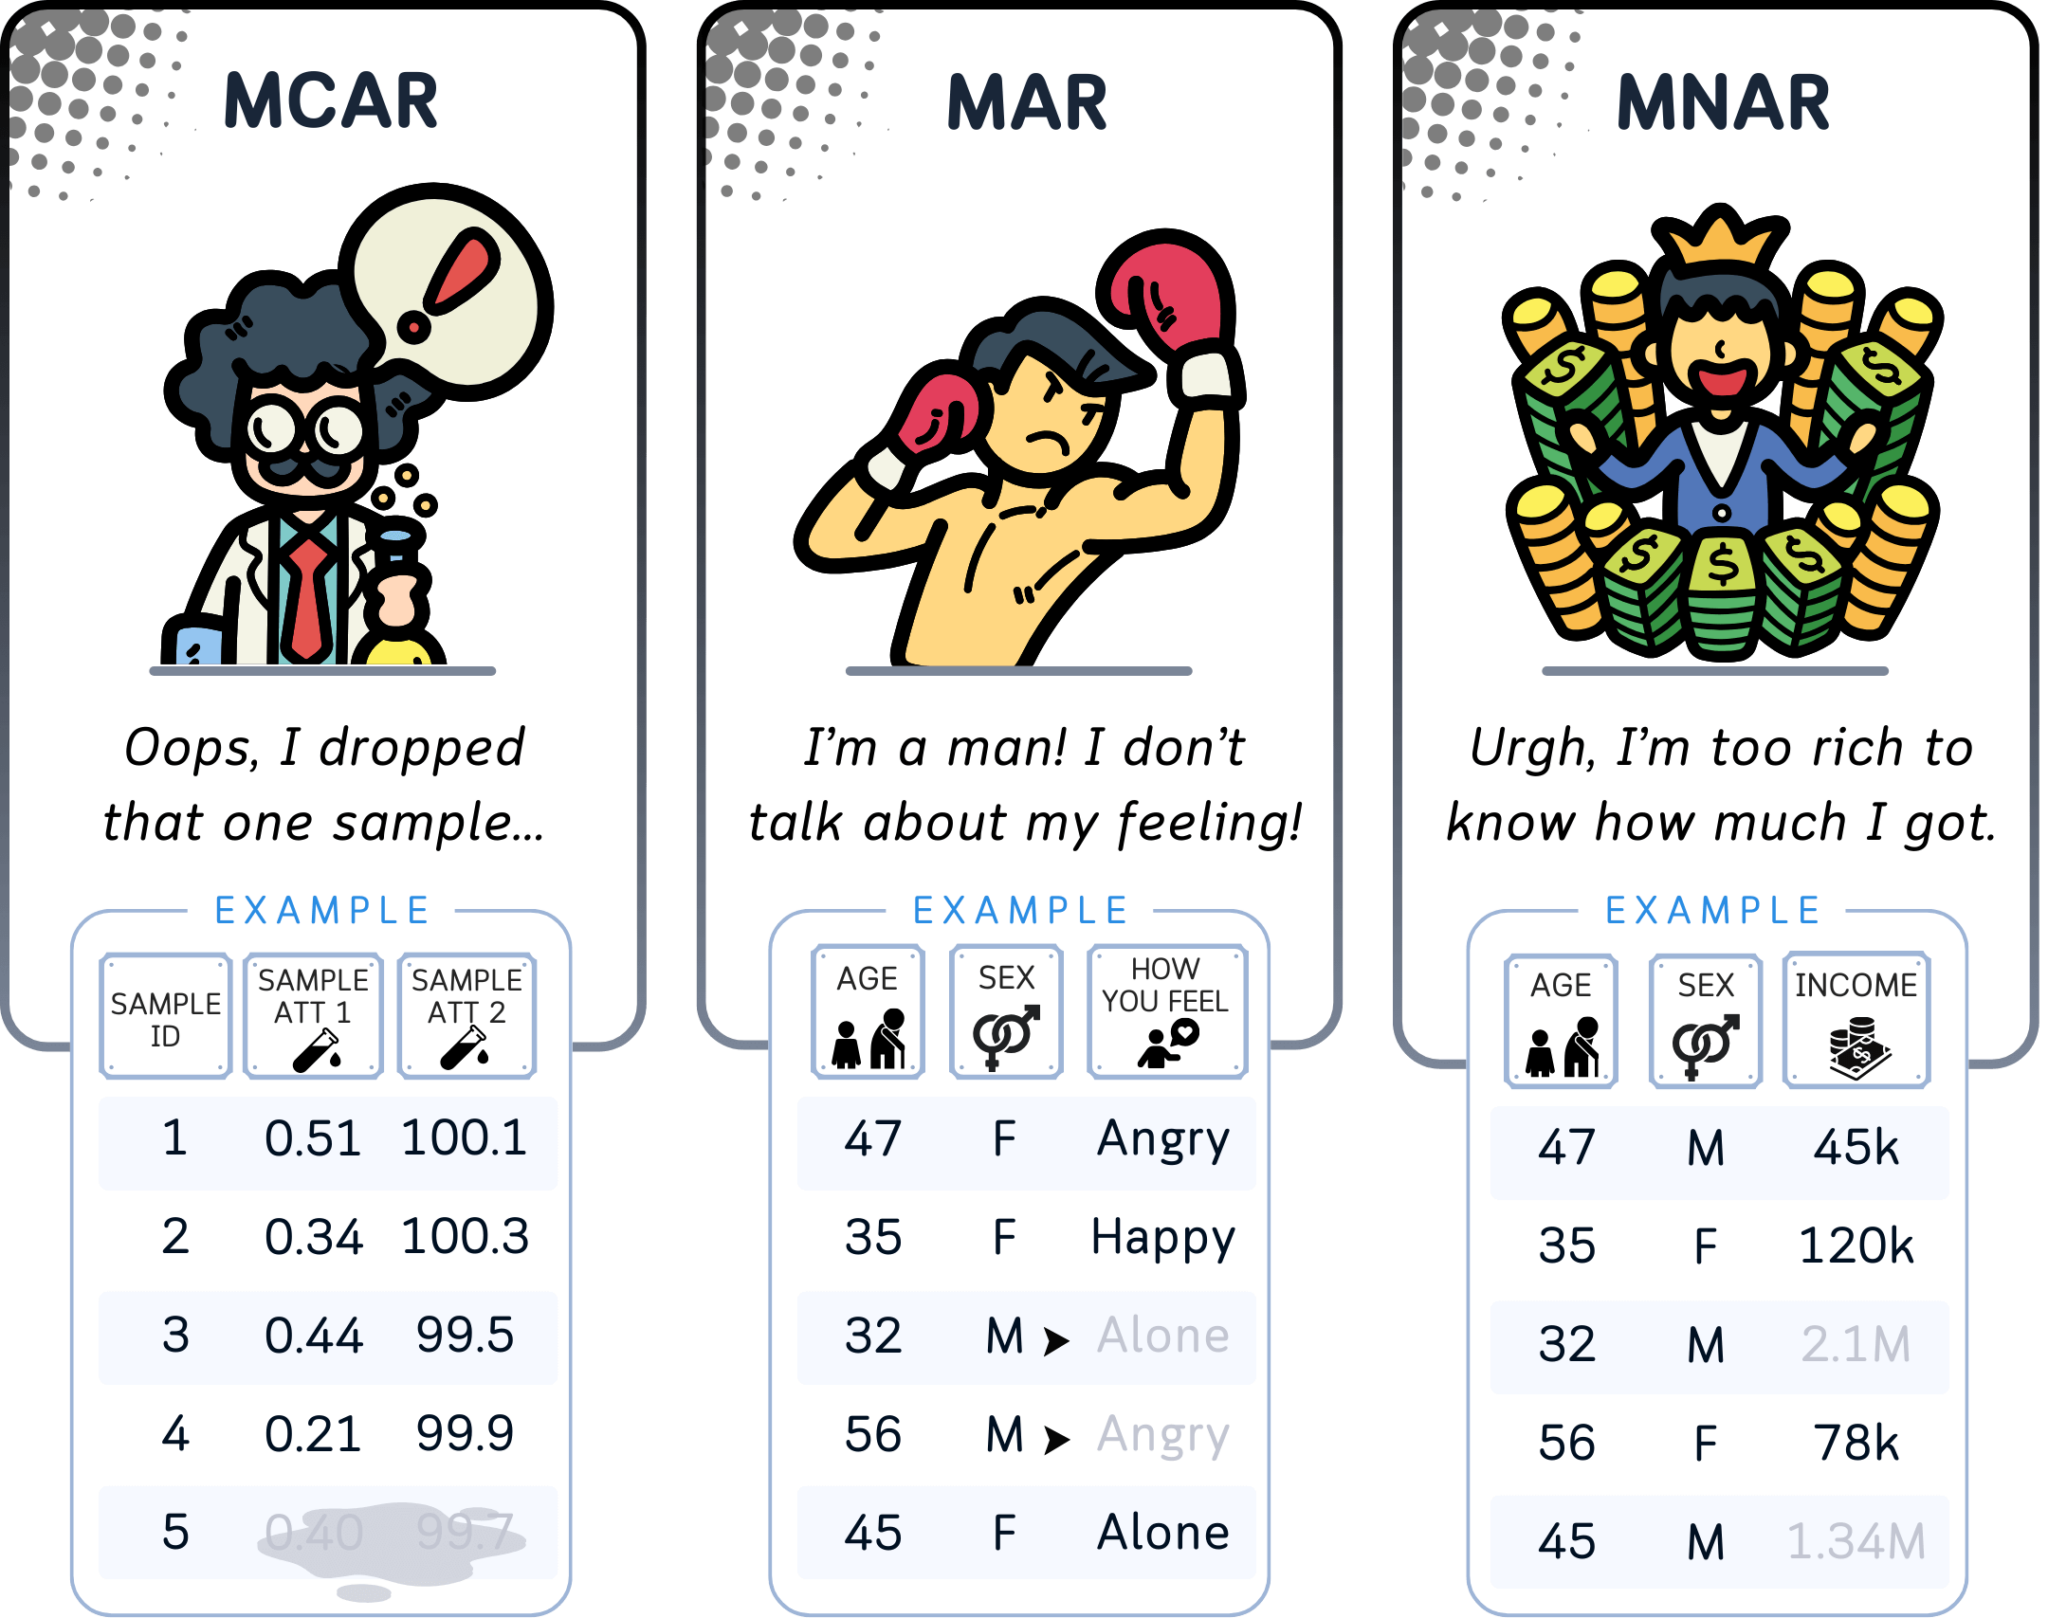 MCAR
Oops, I dropped
that one sample...
EXAMPLE
SAMPLE ID
SAMPLE ATT 1
SAMPLE ATT 2
1 0.51 100.1
2 0.34 100.3
3 0.44 99.5
4 0.21 99.9
5 0.40 99.7
MAR
I'm a man! I don't
talk about my feeling!
EXAMPLE
AGE
SEX
HOW YOU FEEL
47 F Angry
35 F Happy
32 M Alone
56 M Angry
45 F Alone
MNAR
Urgh, I'm too rich to
know how much I got.
EXAMPLE
AGE
SEX
INCOME
47 M 45k
35 F 120k
32 M 2.1M
56 F 78k
45 M 1.34M